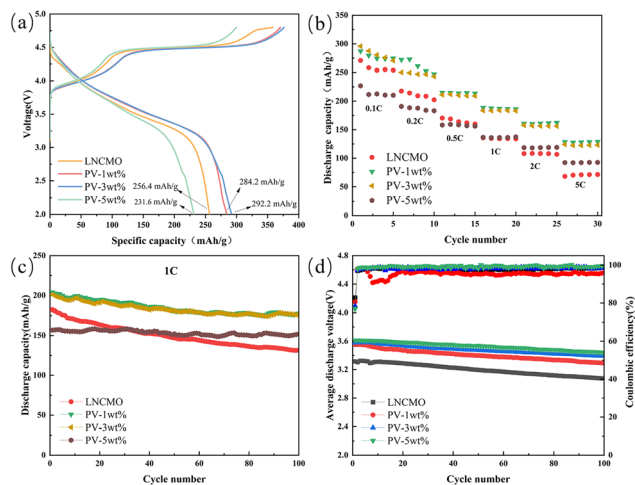 (a)
Voltage(V)
5.0
4.5
4.0
3.5
3.0
2.5
2.0
LNCMO
PV-1wt%
PV-3wt%
PV-5wt%
256.4 mAh/g
231.6 mAh/g
284.2 mAh/g
292.2 mAh/g
0 50 100 150 200 250 300 350 400
Specific capacity（mAh/g）
(b)
Discharge capacity（mAh/g）
350
300
250
200
150
100
50
0
0.1C
0.2C
0.5C
1C
2C
5C
LNCMO
PV-1wt%
PV-3wt%
PV-5wt%
0 5 10 15 20 25 30
Cycle number
(c)
1C
Discharge capacity(mAh/g)
250
200
150
100
50
0
LNCMO
PV-1wt%
PV-3wt%
PV-5wt%
0 20 40 60 80 100
Cycle number
(d)
Average discharge voltage(V)
4.8
4.4
4.0
3.6
3.2
2.8
2.4
2.0
LNCMO
PV-1wt%
PV-3wt%
PV-5wt%
0 20 40 60 80 100
Cycle number
100
80
60
40
20
0
Coulombic efficiency(%)